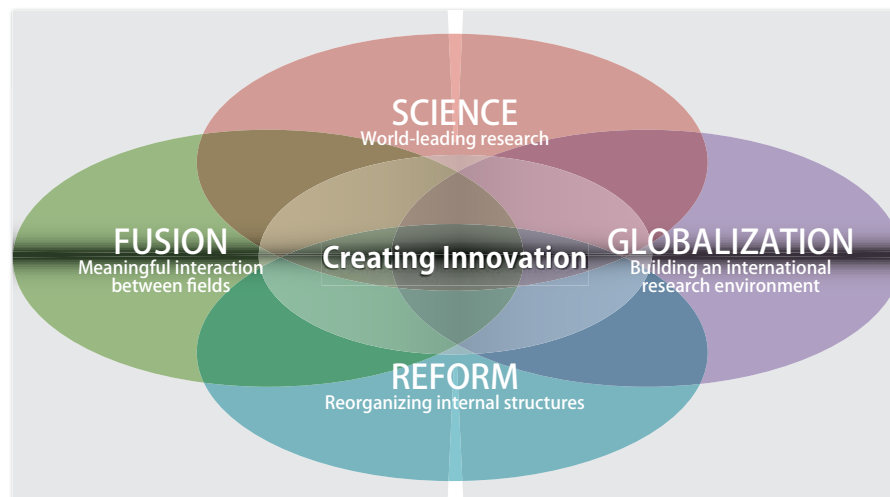 SCIENCE
World-leading research
FUSION
Meaningful interaction
between fields
Creating Innovation
GLOBALIZATION
Building an international
research environment
REFORM
Reorganizing internal structures